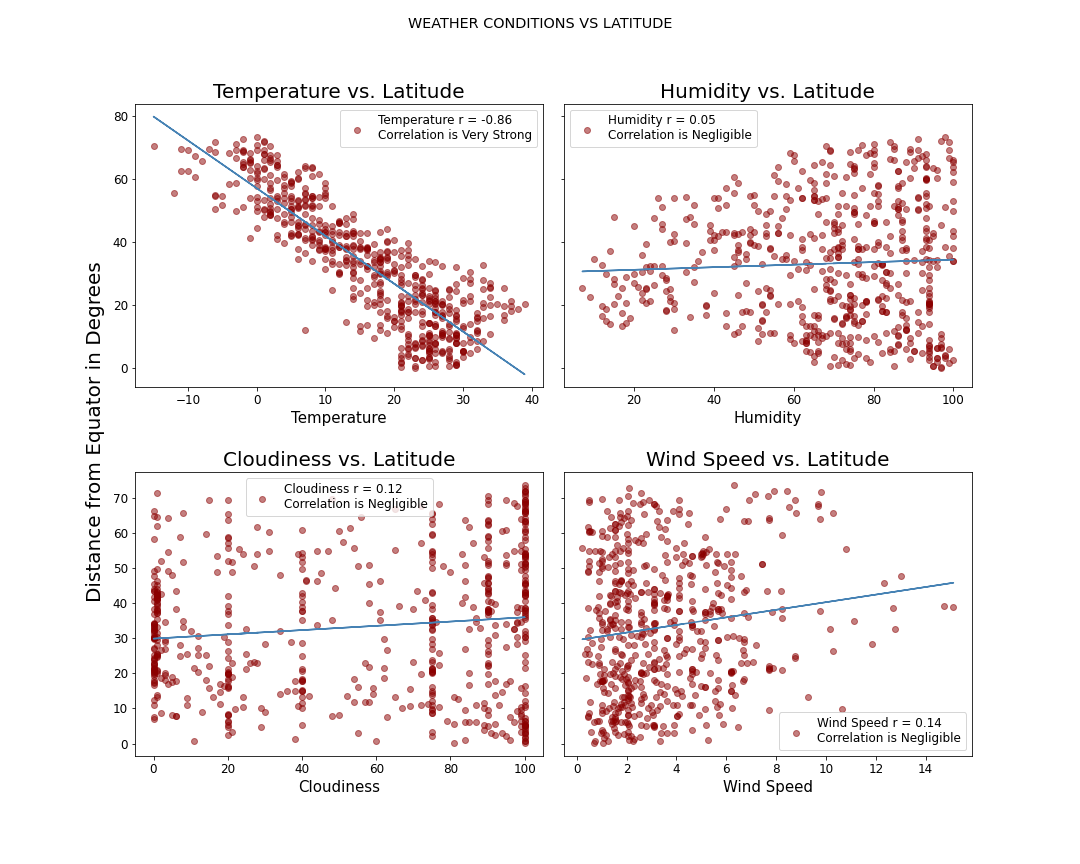 WEATHER CONDITIONS VS LATITUDE
Temperature vs. Latitude
Temperature r = -0.86
Correlation is Very Strong
80
60
40
20
0
−10
0
10
20
30
40
Temperature
Humidity vs. Latitude
Humidity r = 0.05
Correlation is Negligible
20
40
60
80
100
Humidity
Distance from Equator in Degrees
Cloudiness vs. Latitude
Cloudiness r = 0.12
Correlation is Negligible
70
60
50
40
30
20
10
0
0
20
40
60
80
100
Cloudiness
Wind Speed vs. Latitude
Wind Speed r = 0.14
Correlation is Negligible
0
2
4
6
8
10
12
14
Wind Speed